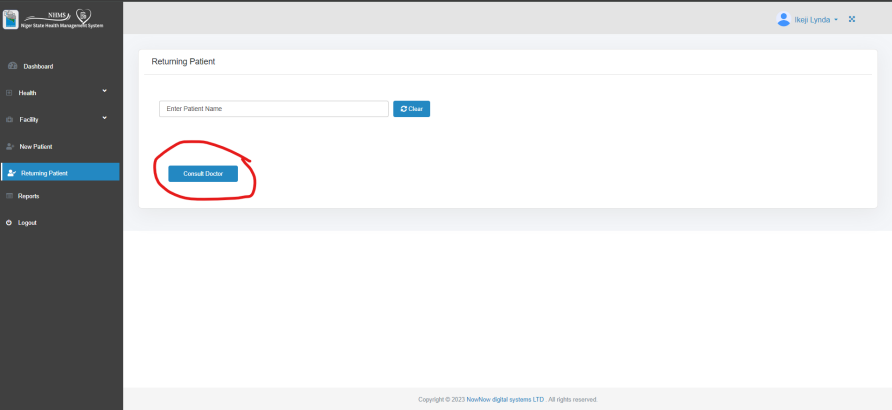 NHMS
Niger State Health Management System
Ikeji Lynda
Dashboard
Health
Facility
New Patient
Returning Patient
Reports
Logout
Returning Patient
Enter Patient Name
Clear
Consult Doctor
Copyright © 2023 NowNow digital systems LTD . All rights reserved.